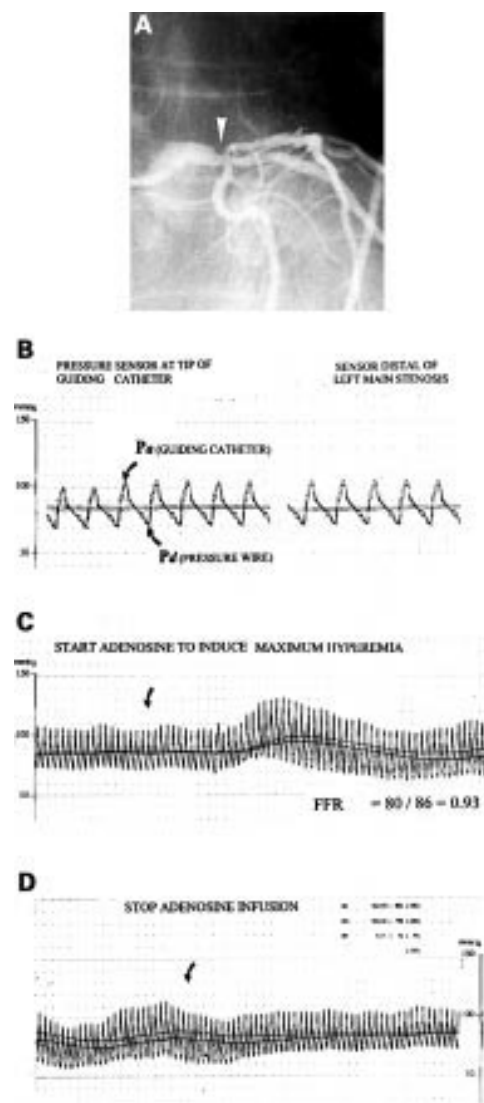 A
B
PRESSURE SENSOR AT TIP OF
GUIDING CATHETER
SENSOR DISTAL OF
LEFT MAIN STENOSIS
150
100
50
Pa (GUIDING CATHETER)
Pd (PRESSURE WIRE)
C
START ADENOSINE TO INDUCE MAXIMUM HYPEREMIA
150
100
50
FFR = 80 / 86 = 0.93
D
STOP ADENOSINE INFUSION